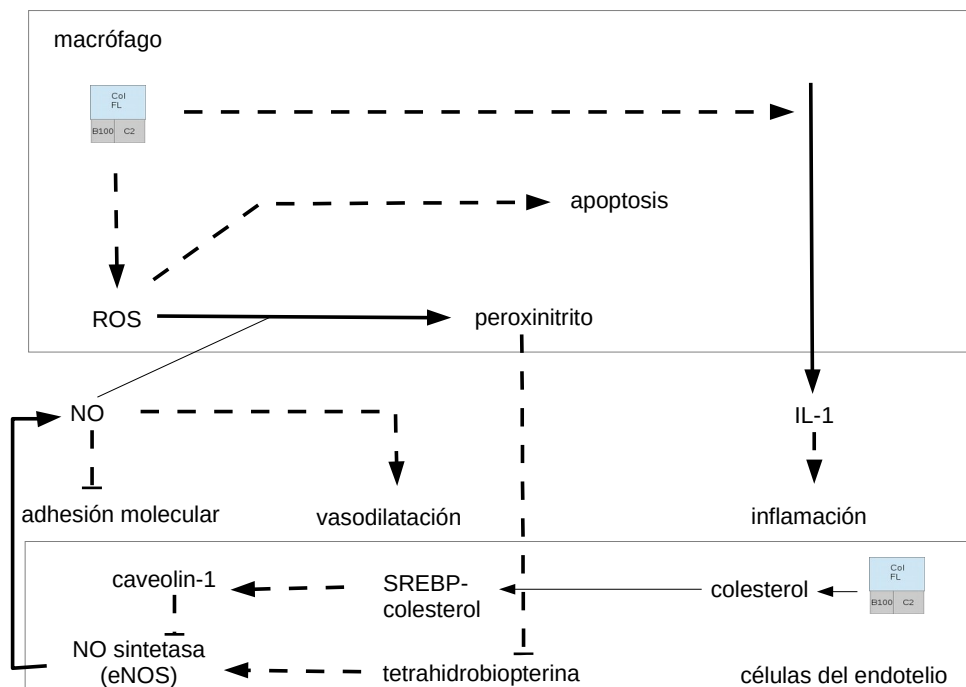 macrófago
Col
FL
B100 C2
apoptosis
ROS
peroxinitrito
NO
IL-1
adhesión molecular
vasodilatación
inflamación
caveolin-1
SREBP-
colesterol
colesterol
Col
FL
B100 C2
NO sintetasa
(eNOS)
tetrahidrobiopterina
células del endotelio